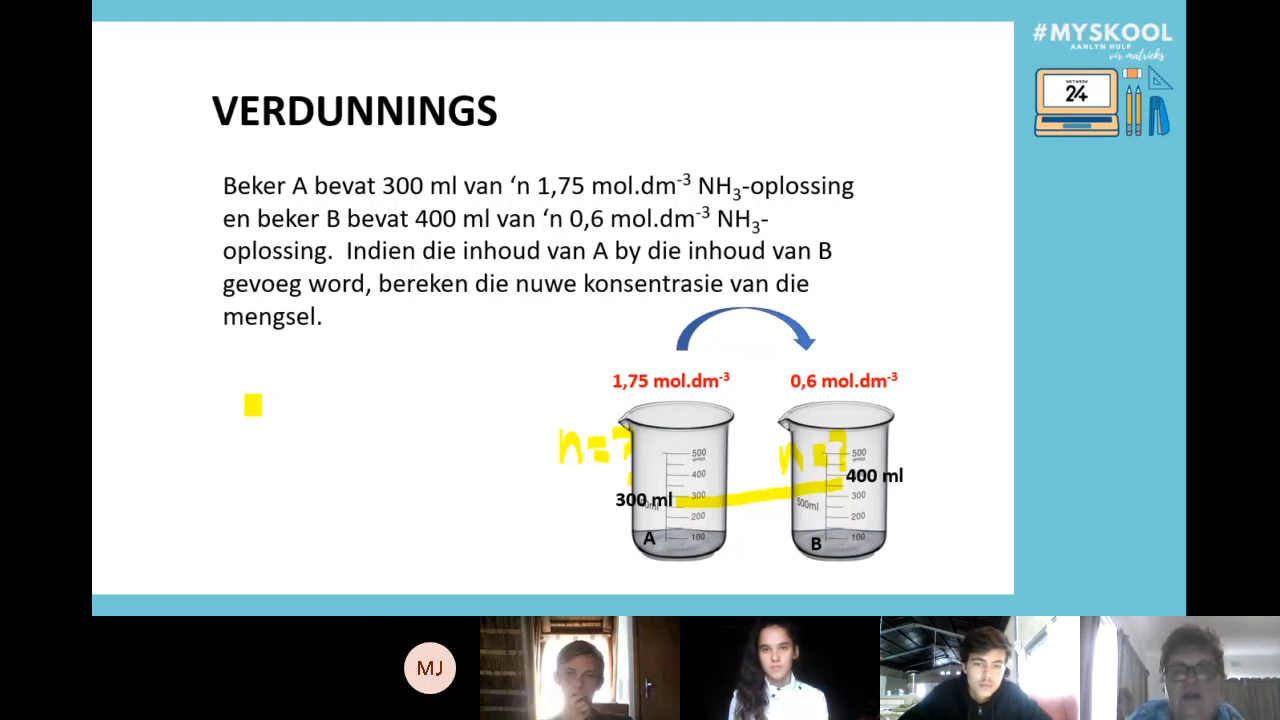 #MYSKOOL
AANLYN HULP
vir matrieks
NETWERK
24
VERDUNNINGS
Beker A bevat 300 ml van ‘n 1,75 mol.dm⁻³ NH₃-oplossing
en beker B bevat 400 ml van ‘n 0,6 mol.dm⁻³ NH₃-
oplossing. Indien die inhoud van A by die inhoud van B
gevoeg word, bereken die nuwe konsentrasie van die
mengsel.
1,75 mol.dm⁻³
0,6 mol.dm⁻³
n=?
n=?
500
400
300
200
100
300 ml
A
500
400 ml
300
200
100
500ml
B
MJ